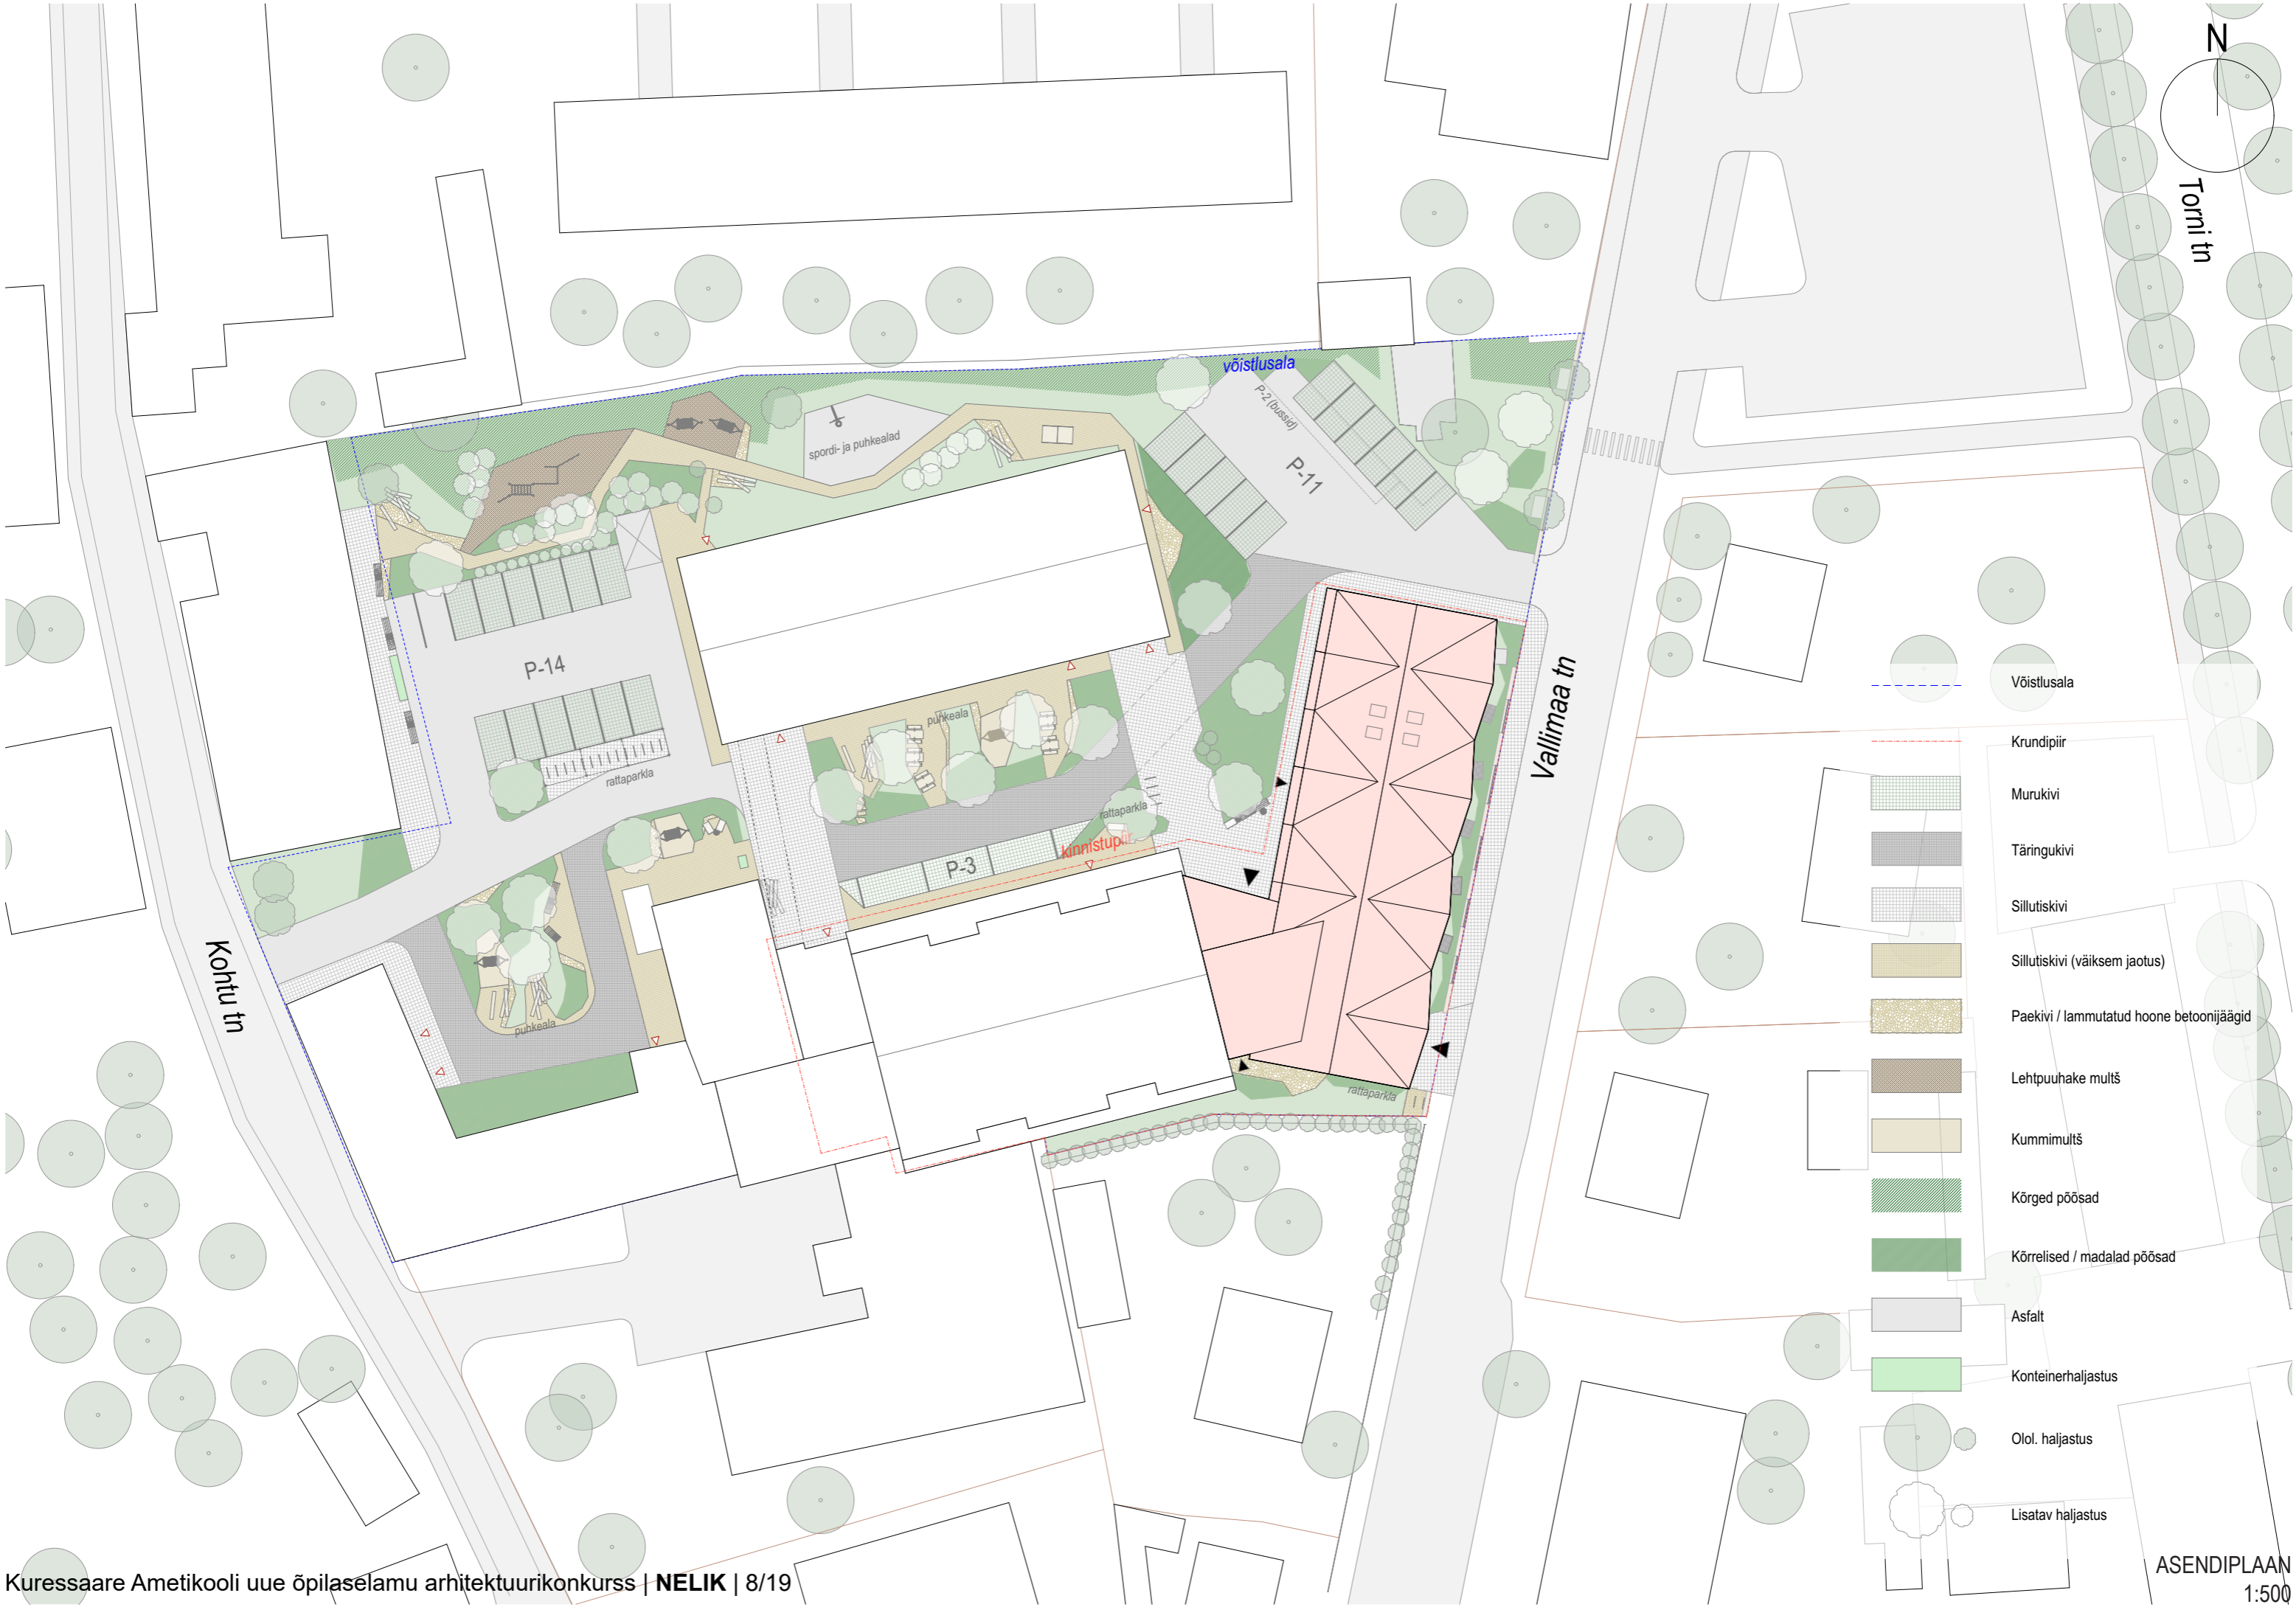 N
Torni tn
võistlusala
P-2 (bussid)
spordi- ja puhkealad
P-11
P-14
Vallimaa tn
puhkeala
rattaparkla
rattaparkla
kinnistupiir
P-3
Kohtu tn
puhkeala
rattaparkla
Võistlusala
Krundipiir
Murukivi
Täringukivi
Sillutiskivi
Sillutiskivi (väiksem jaotus)
Paekivi / lammutatud hoone betoonijäägid
Lehtpuuhake multš
Kummimultš
Kõrged põõsad
Kõrrelised / madalad põõsad
Asfalt
Konteinerhaljastus
Olol. haljastus
Lisatav haljastus
Kuressaare Ametikooli uue õpilaselamu arhitektuurikonkurss | NELIK | 8/19
ASENDIPLAAN
1:500